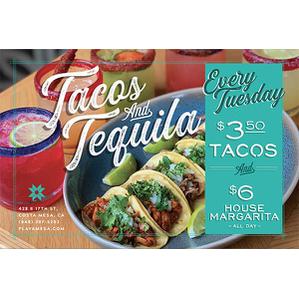 Tacos
And
Tequila
Every
Tuesday
$3.50
TACOS
And
$6
HOUSE
MARGARITA
- ALL DAY -
428 E 17TH ST,
COSTA MESA, CA
PLAYAMESA.COM